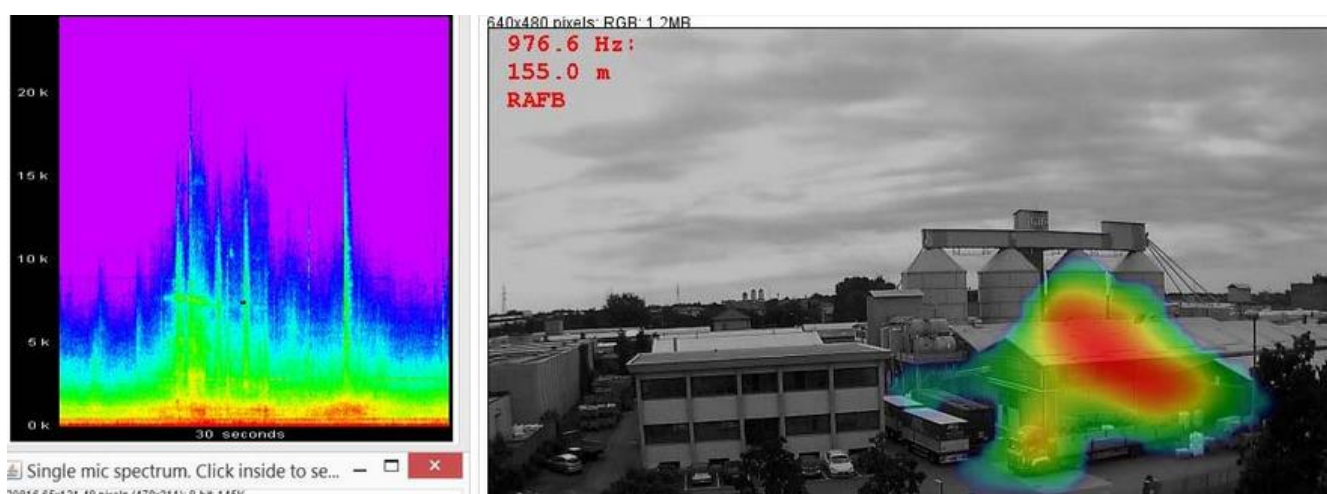 20 k
15 k
10 k
5 k
0 k
30 seconds
Single mic spectrum. Click inside to se...
640x480 pixels; RGB; 1.2MB
976.6 Hz:
155.0 m
RAFB